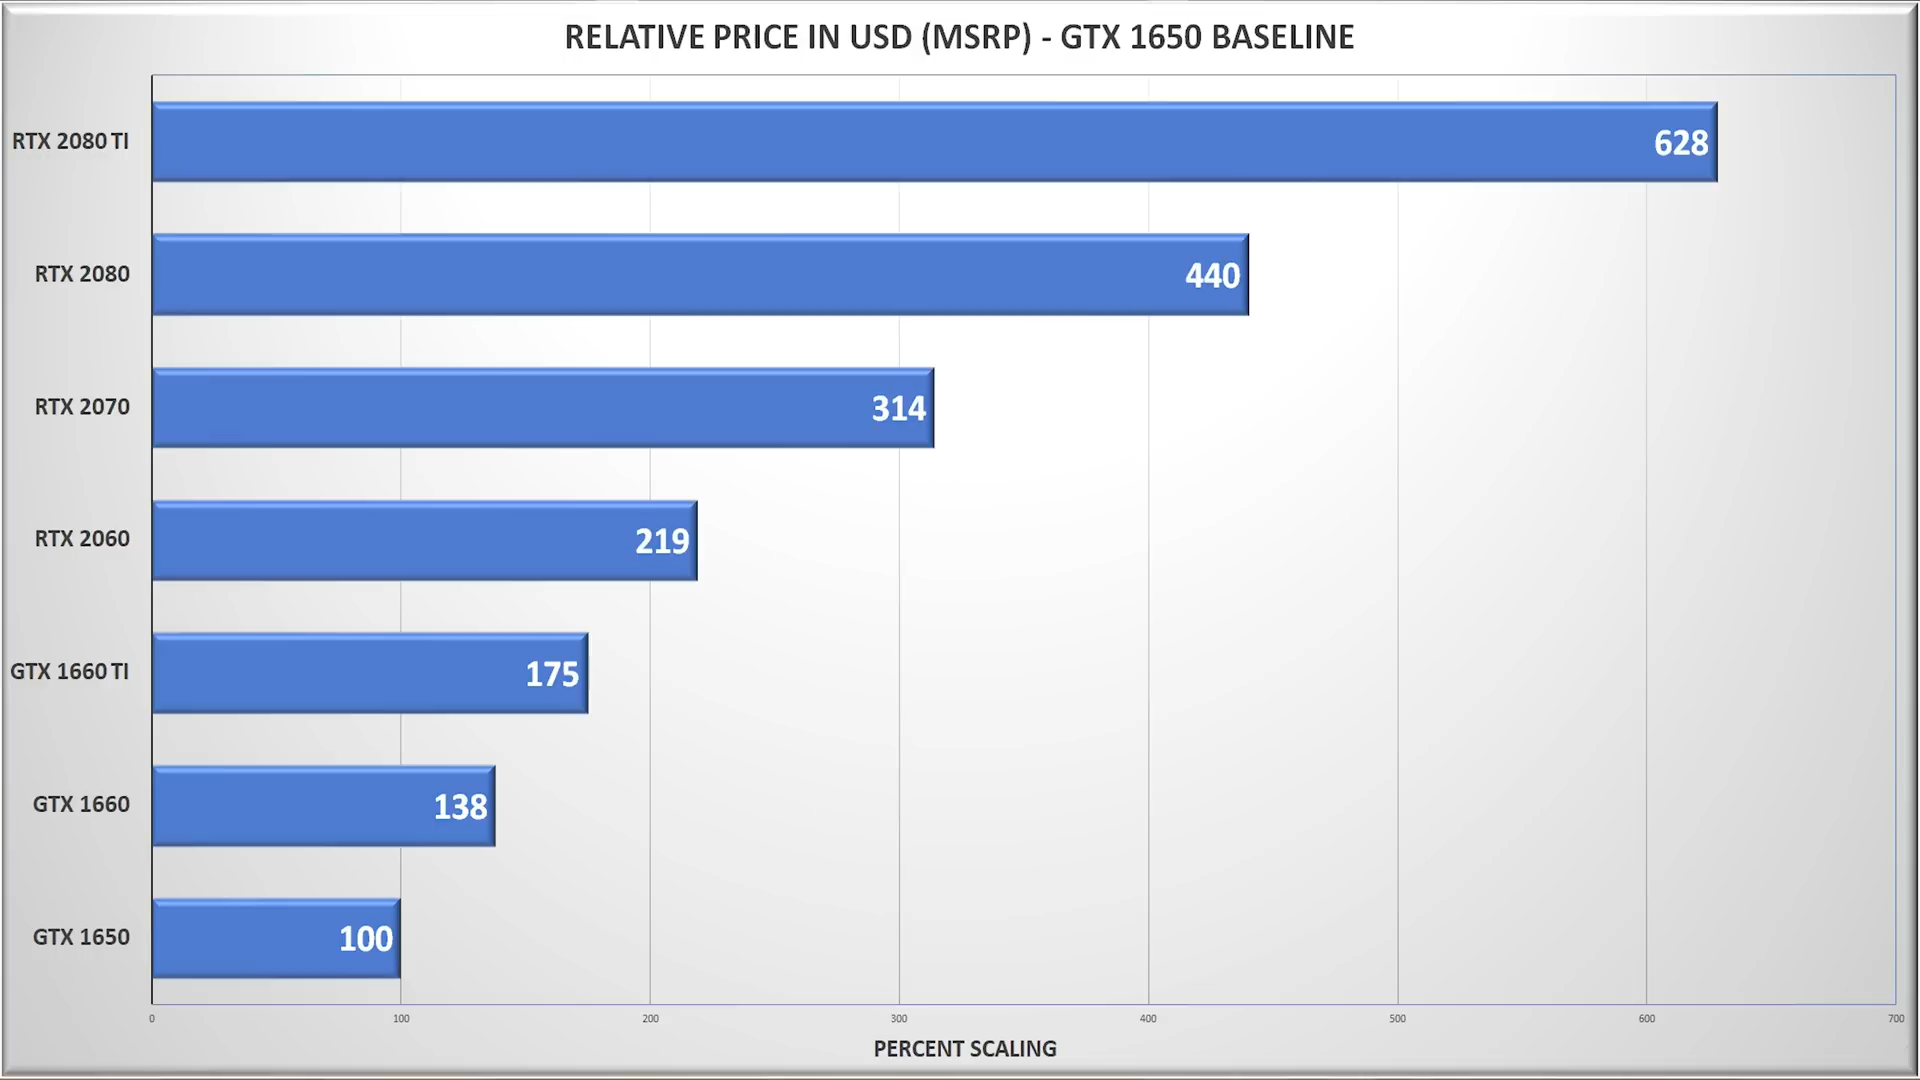 RELATIVE PRICE IN USD (MSRP) - GTX 1650 BASELINE
RTX 2080 TI 628
RTX 2080 440
RTX 2070 314
RTX 2060 219
GTX 1660 TI 175
GTX 1660 138
GTX 1650 100
0 100 200 300 400 500 600 700
PERCENT SCALING